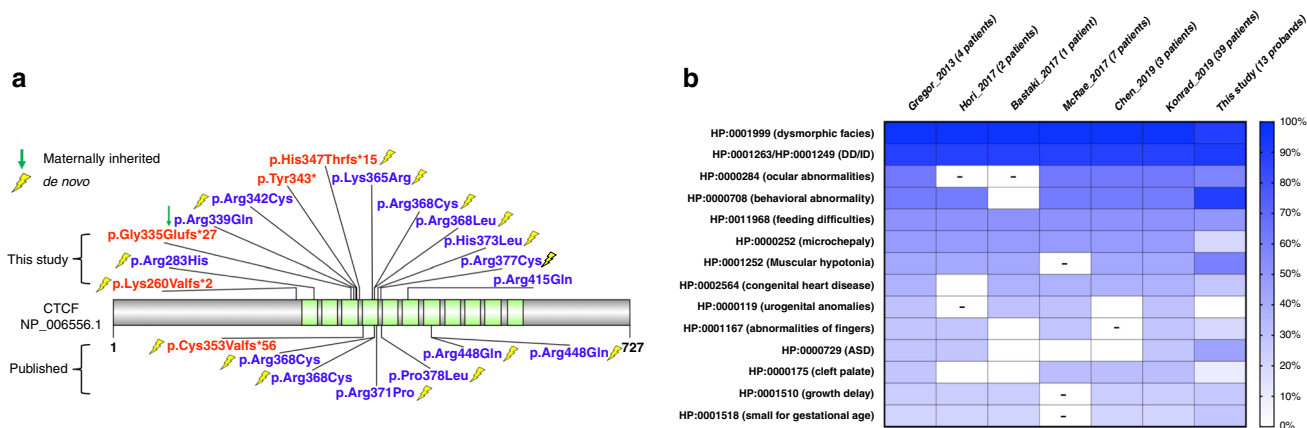 a
Maternally inherited
de novo
p.His347Thrfs*15
p.Tyr343*
p.Lys365Arg
p.Arg342Cys
p.Arg368Cys
p.Arg339Gln
p.Arg368Leu
p.Gly335Glufs*27
p.His373Leu
This study
p.Arg283His
p.Arg377Cys
p.Lys260Valfs*2
p.Arg415Gln
CTCF
NP_006556.1
1
727
Published
p.Cys353Valfs*56
p.Arg368Cys
p.Arg448Gln
p.Arg448Gln
p.Arg368Cys
p.Pro378Leu
p.Arg371Pro
b
Gregor_2013 (4 patients)
Hori_2017 (2 patients)
Bastaki_2017 (1 patient)
McRae_2017 (7 patients)
Chen_2019 (3 patients)
Konrad_2019 (39 patients)
This study (13 probands)
HP:0001999 (dysmorphic facies)
HP:0001263/HP:0001249 (DD/ID)
HP:0000284 (ocular abnormalities) - -
HP:0000708 (behavioral abnormality)
HP:0011968 (feeding difficulties)
HP:0000252 (microchepaly)
HP:0001252 (Muscular hypotonia) -
HP:0002564 (congenital heart disease)
HP:0000119 (urogenital anomalies) -
HP:0001167 (abnormalities of fingers) -
HP:0000729 (ASD)
HP:0000175 (cleft palate)
HP:0001510 (growth delay) -
HP:0001518 (small for gestational age) -
100%
90%
80%
70%
60%
50%
40%
30%
20%
10%
0%